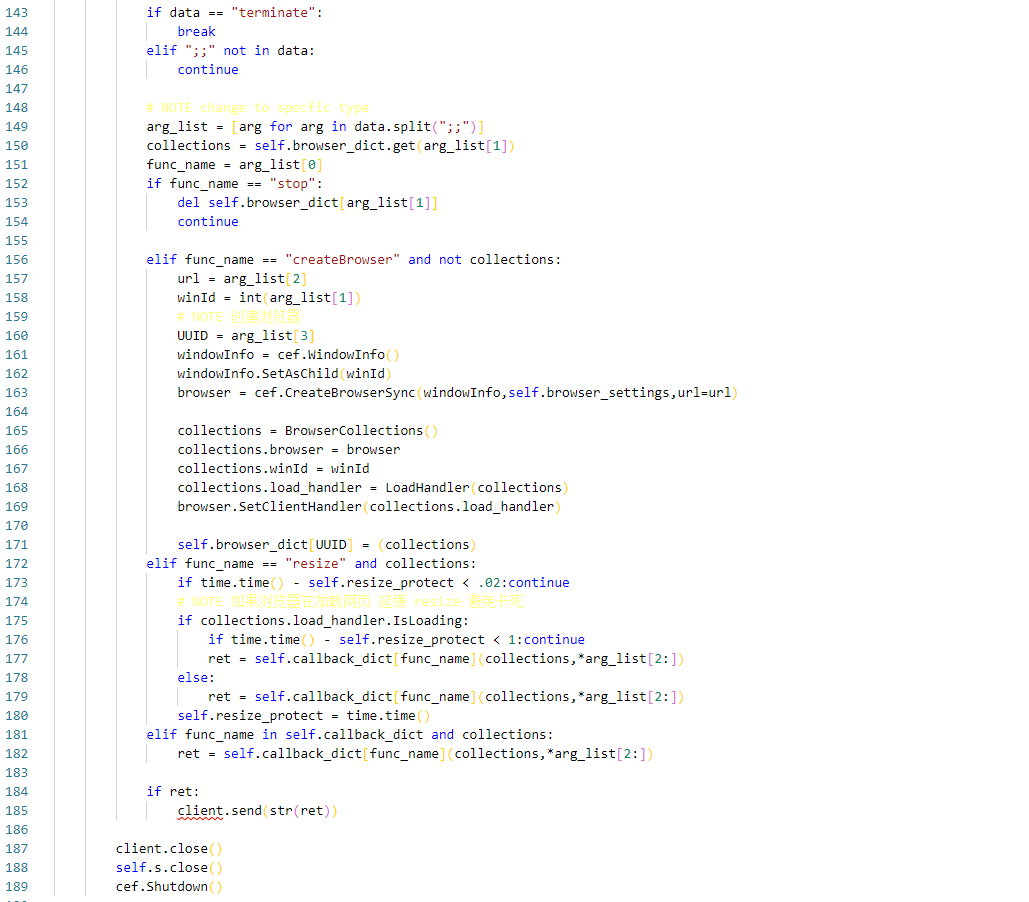 143 if data == "terminate":
144 break
145 elif ";;" not in data:
146 continue
147
148 # NOTE change to specfic type
149 arg_list = [arg for arg in data.split(";;")]
150 collections = self.browser_dict.get(arg_list[1])
151 func_name = arg_list[0]
152 if func_name == "stop":
153 del self.browser_dict[arg_list[1]]
154 continue
155
156 elif func_name == "createBrowser" and not collections:
157 url = arg_list[2]
158 winId = int(arg_list[1])
159 # NOTE 创建浏览器
160 UUID = arg_list[3]
161 windowInfo = cef.WindowInfo()
162 windowInfo.SetAsChild(winId)
163 browser = cef.CreateBrowserSync(windowInfo,self.browser_settings,url=url)
164
165 collections = BrowserCollections()
166 collections.browser = browser
167 collections.winId = winId
168 collections.load_handler = LoadHandler(collections)
169 browser.SetClientHandler(collections.load_handler)
170
171 self.browser_dict[UUID] = (collections)
172 elif func_name == "resize" and collections:
173 if time.time() - self.resize_protect < .02:continue
174 # NOTE 如果浏览器在加载网页 延缓 resize 避免卡死
175 if collections.load_handler.IsLoading:
176 if time.time() - self.resize_protect < 1:continue
177 ret = self.callback_dict[func_name](collections,*arg_list[2:])
178 else:
179 ret = self.callback_dict[func_name](collections,*arg_list[2:])
180 self.resize_protect = time.time()
181 elif func_name in self.callback_dict and collections:
182 ret = self.callback_dict[func_name](collections,*arg_list[2:])
183
184 if ret:
185 client.send(str(ret))
186
187 client.close()
188 self.s.close()
189 cef.Shutdown()